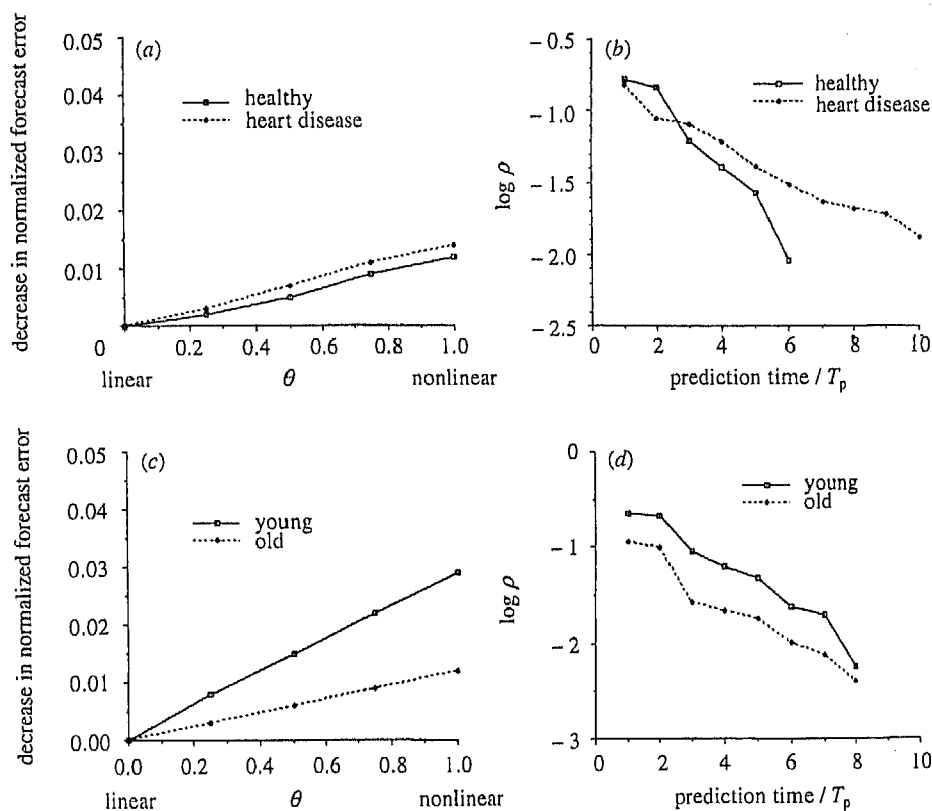 decrease in normalized forecast error
0.05
0.04
0.03
0.02
0.01
(a)
healthy
heart disease
0 0.2 0.4 0.6 0.8 1.0
linear θ nonlinear
log ρ
− 0.5
− 1.0
− 1.5
− 2.0
− 2.5
(b)
healthy
heart disease
0 2 4 6 8 10
prediction time / Tp
decrease in normalized forecast error
0.05
0.04
0.03
0.02
0.01
0.00
(c)
young
old
0.0 0.2 0.4 0.6 0.8 1.0
linear θ nonlinear
log ρ
0
− 1
− 2
− 3
(d)
young
old
0 2 4 6 8 10
prediction time / Tp